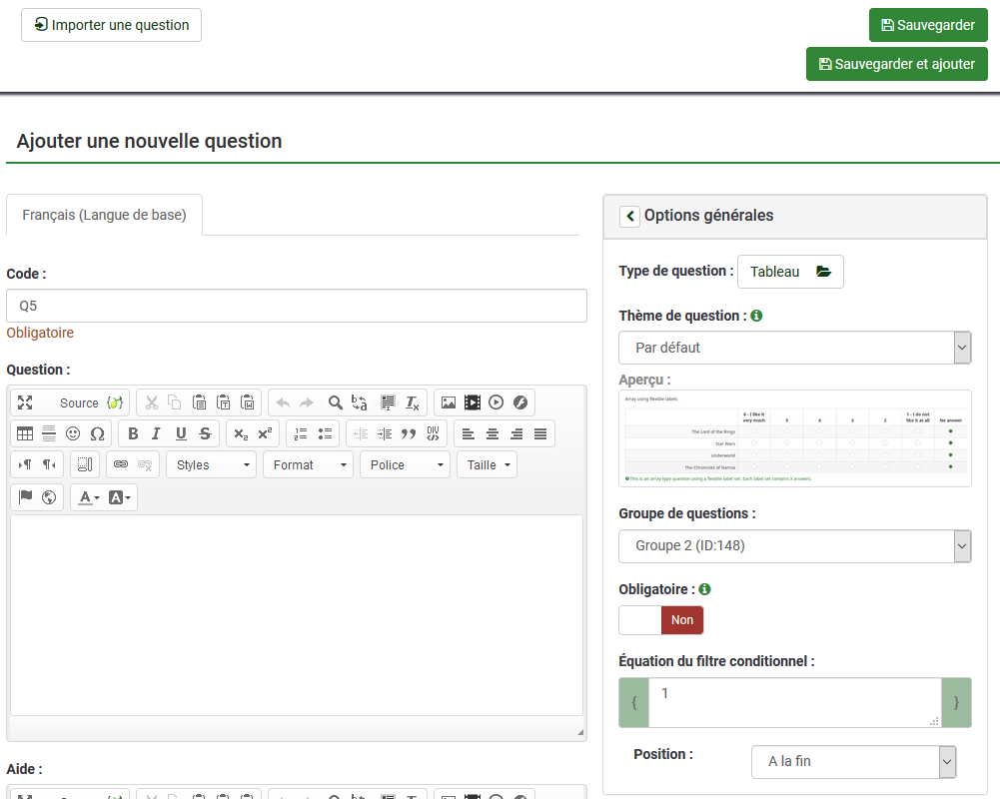 Importer une question
Sauvegarder
Sauvegarder et ajouter
Ajouter une nouvelle question
Français (Langue de base)
Code :
Q5
Obligatoire
Question :
Source
B I U S
Styles Format Police Taille
Aide :
Options générales
Type de question : Tableau
Thème de question :
Par défaut
Aperçu :
Array using flexible labels
6 - I like it very much 5 4 3 2 1 - I do not like it at all No answer
The Lord of the Rings
Star Wars
Underworld
The Chronicles of Narnia
This is an array-type question using a flexible label set. Each label set contains X answers.
Groupe de questions :
Groupe 2 (ID:148)
Obligatoire :
Non
Équation du filtre conditionnel :
{ 1 }
Position : A la fin